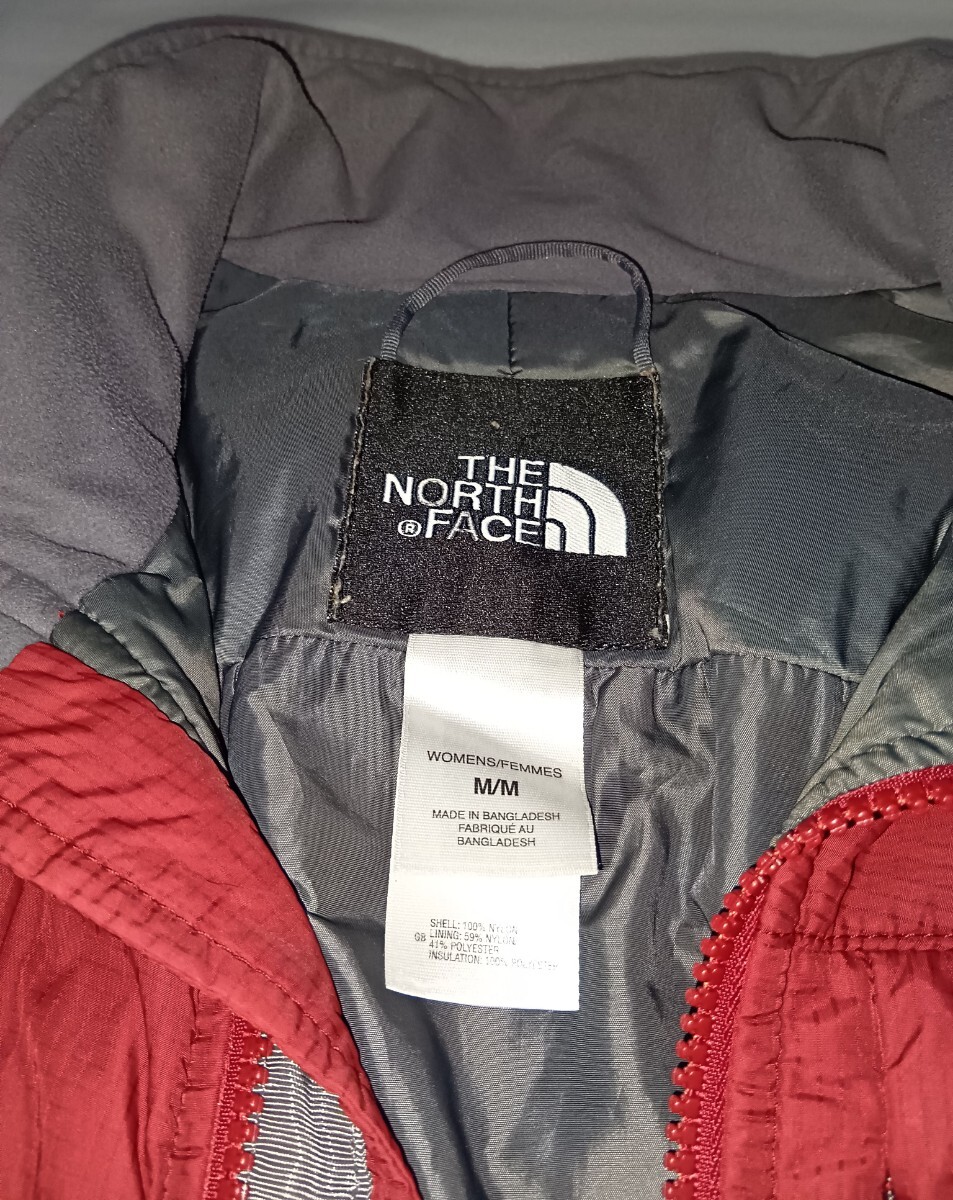 THE
NORTH
®FACE
WOMENS/FEMMES
M/M
MADE IN BANGLADESH
FABRIQUÉ AU
BANGLADESH
SHELL: 100% NYLON
GB LINING: 59% NYLON
41% POLYESTER
INSULATION: 100% POLYESTER